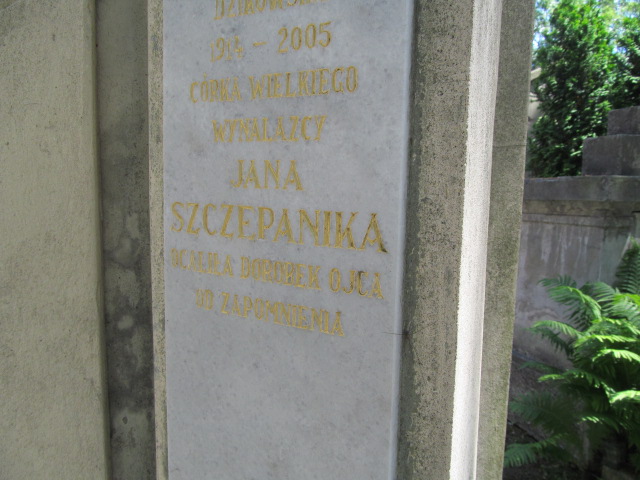 – 2005
CÓRKA WIELKIEGO
WYNALAZCY
JANA
SZCZEPANIKA
OCALIŁA DOROBEK OJCA
OD ZAPOMNIENIA